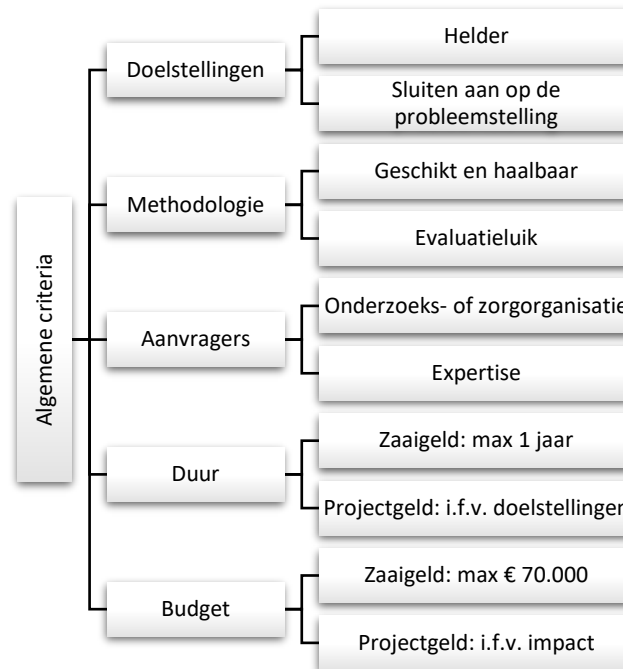 Algemene criteria
Doelstellingen
Helder
Sluiten aan op de
probleemstelling
Methodologie
Geschikt en haalbaar
Evaluatieluik
Aanvragers
Onderzoeks- of zorgorganisatie
Expertise
Duur
Zaaigeld: max 1 jaar
Projectgeld: i.f.v. doelstellingen
Budget
Zaaigeld: max € 70.000
Projectgeld: i.f.v. impact